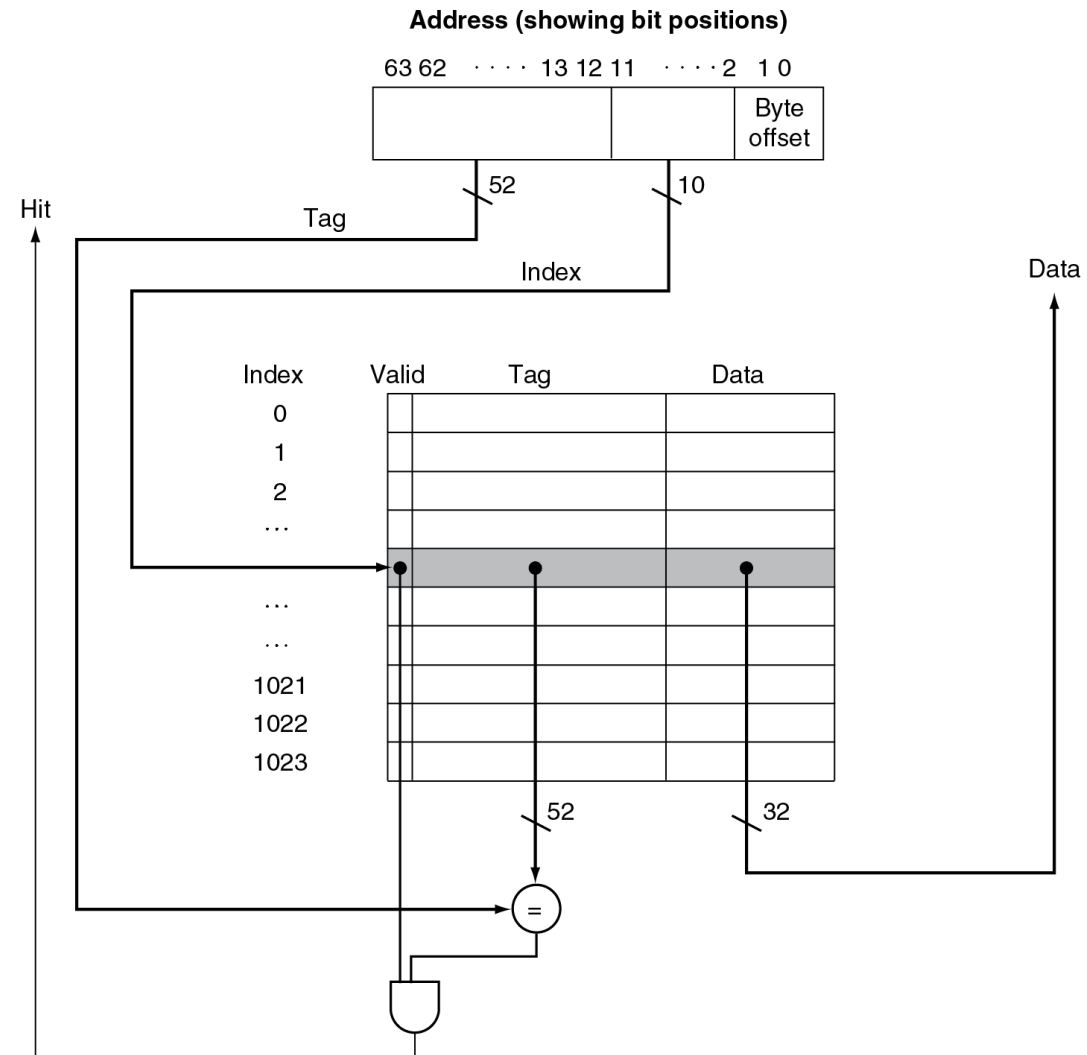 Address (showing bit positions)
63 62 · · · · 13 12 11 · · · · 2 1 0
Byte
offset
52
10
Hit
Tag
Index
Data
Index Valid Tag Data
0
1
2
...
...
...
1021
1022
1023
52
32
=